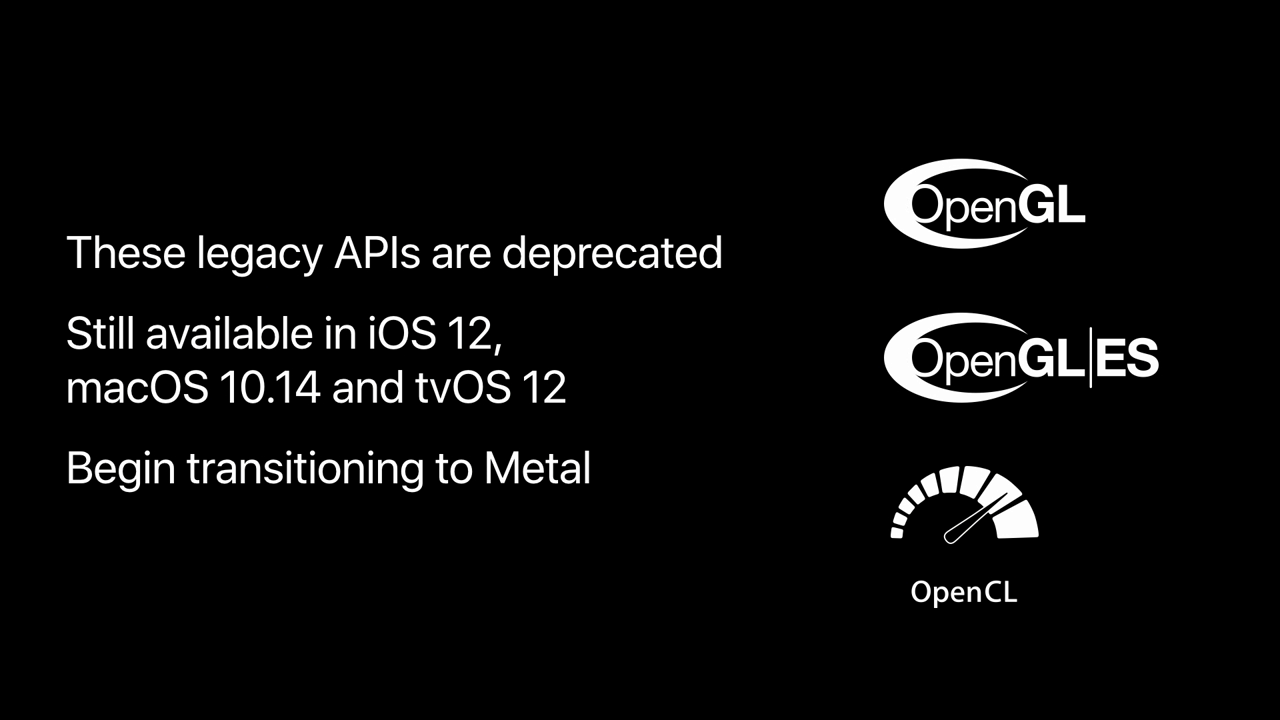 These legacy APIs are deprecated
Still available in iOS 12,
macOS 10.14 and tvOS 12
Begin transitioning to Metal
OpenGL
OpenGL|ES
OpenCL